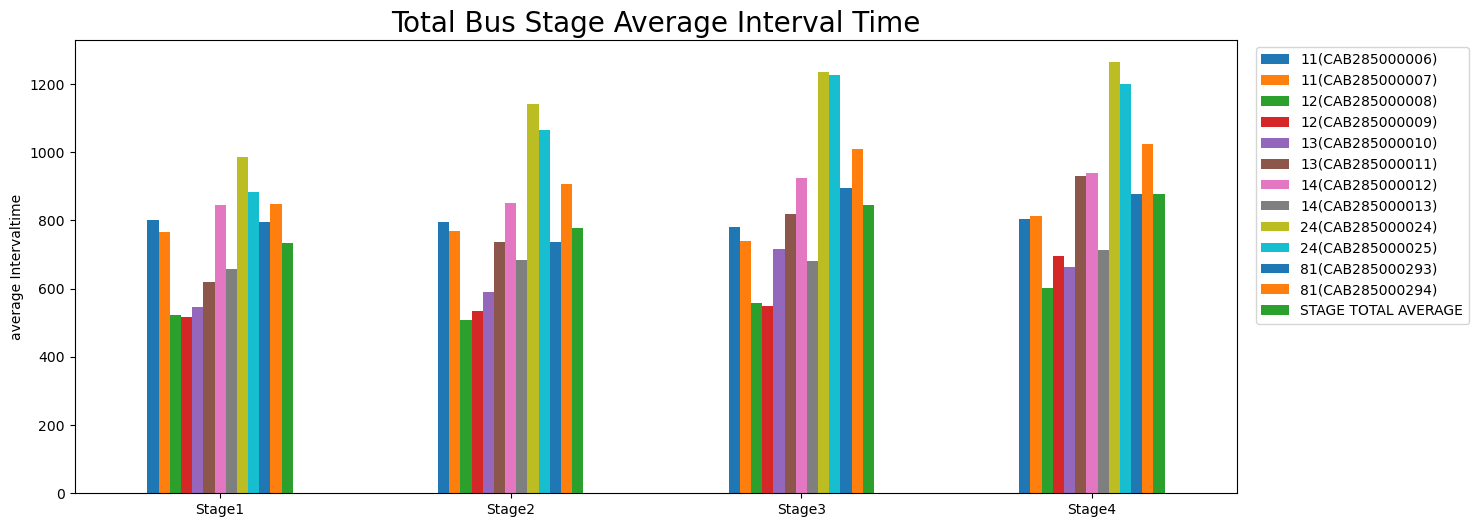 Total Bus Stage Average Interval Time
average Intervaltime
1200
1000
800
600
400
200
0
Stage1
Stage2
Stage3
Stage4
11(CAB285000006)
11(CAB285000007)
12(CAB285000008)
12(CAB285000009)
13(CAB285000010)
13(CAB285000011)
14(CAB285000012)
14(CAB285000013)
24(CAB285000024)
24(CAB285000025)
81(CAB285000293)
81(CAB285000294)
STAGE TOTAL AVERAGE